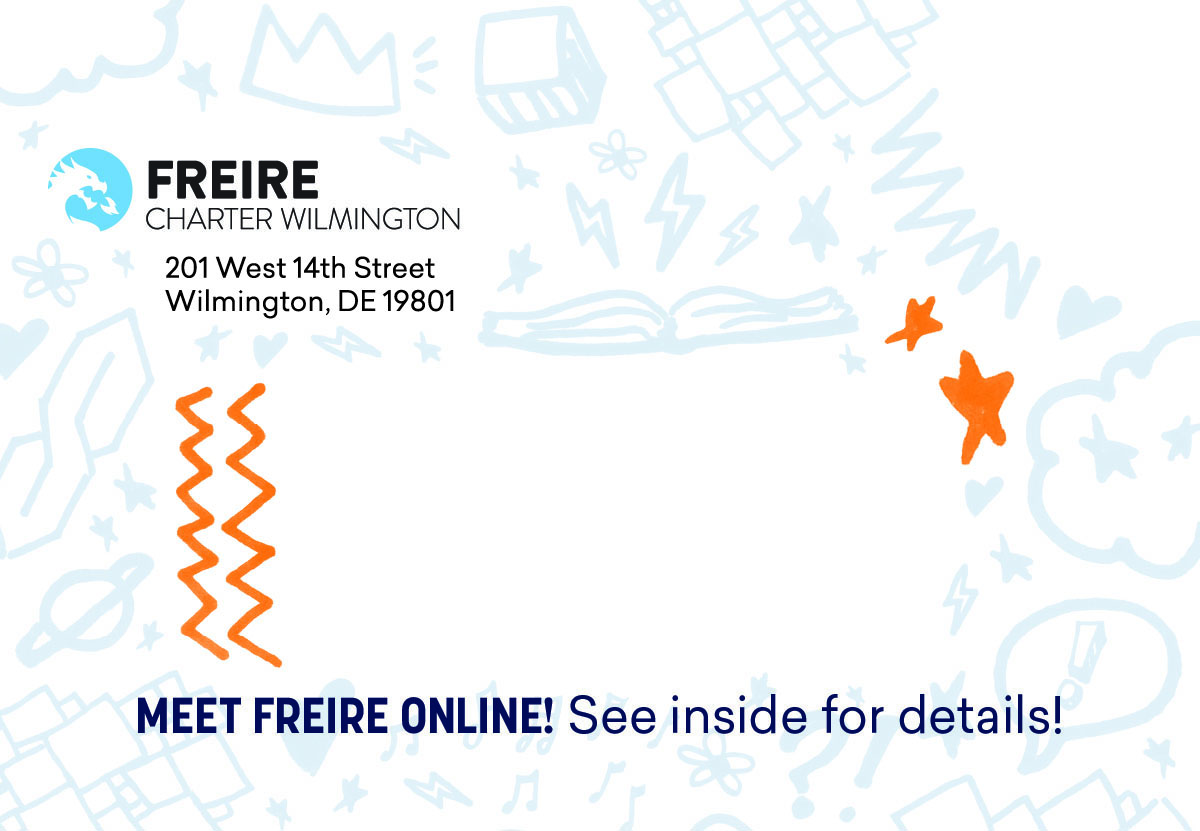 FREIRE
CHARTER WILMINGTON
201 West 14th Street
Wilmington, DE 19801
MEET FREIRE ONLINE! See inside for details!